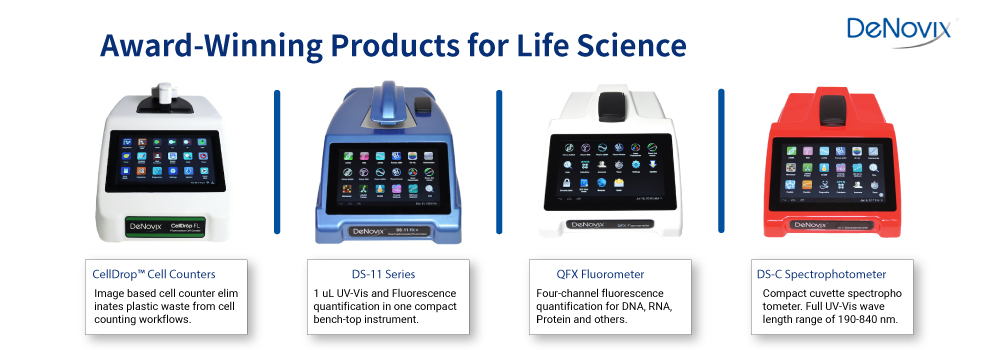 DeNovix
Award-Winning Products for Life Science
DeNovix
CellDrop FL
DeNovix
DS-11 FX+
DeNovix
QFX Fluorometer
DeNovix
CellDrop™ Cell Counters
Image based cell counter elim
inates plastic waste from cell
counting workflows.
DS-11 Series
1 uL UV-Vis and Fluorescence
quantification in one compact
bench-top instrument.
QFX Fluorometer
Four-channel fluorescence
quantification for DNA, RNA,
Protein and others.
DS-C Spectrophotometer
Compact cuvette spectropho
tometer. Full UV-Vis wave
length range of 190-840 nm.